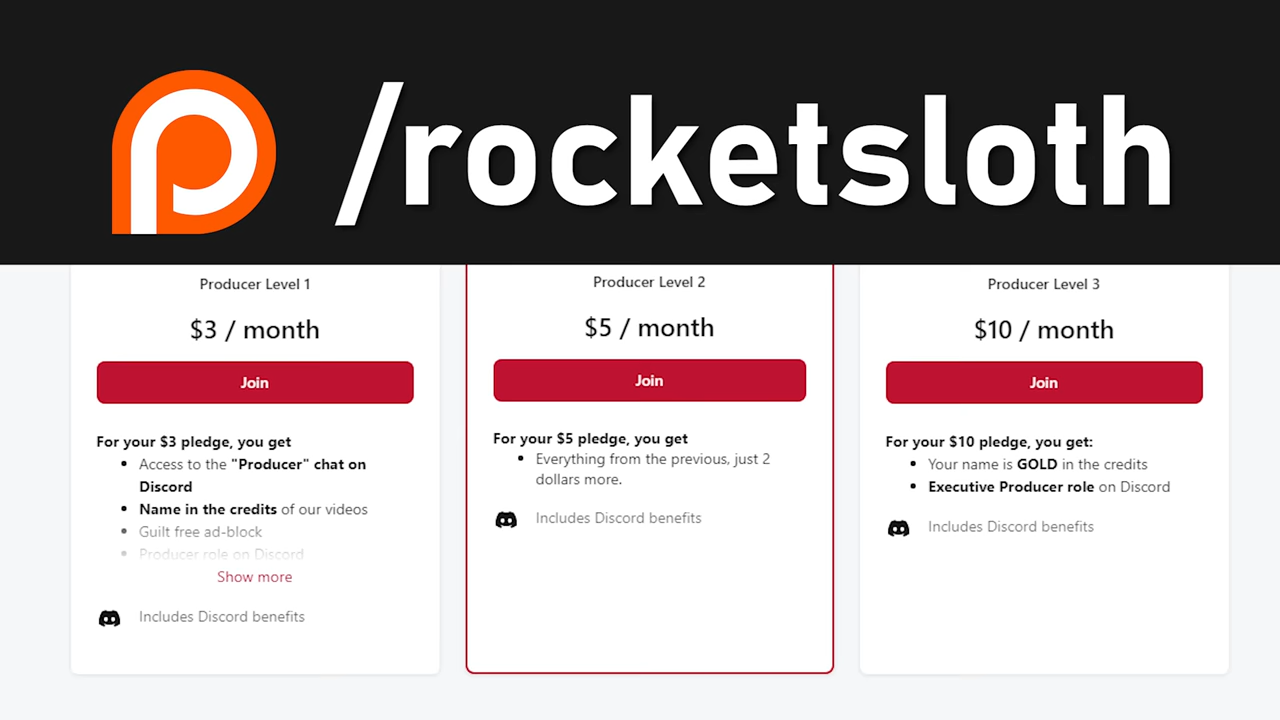 /rocketsloth
Producer Level 1
$3 / month
Join
For your $3 pledge, you get
Access to the "Producer" chat on
Discord
Name in the credits of our videos
Guilt free ad-block
Producer role on Discord
Show more
Includes Discord benefits
Producer Level 2
$5 / month
Join
For your $5 pledge, you get
Everything from the previous, just 2
dollars more.
Includes Discord benefits
Producer Level 3
$10 / month
Join
For your $10 pledge, you get:
Your name is GOLD in the credits
Executive Producer role on Discord
Includes Discord benefits